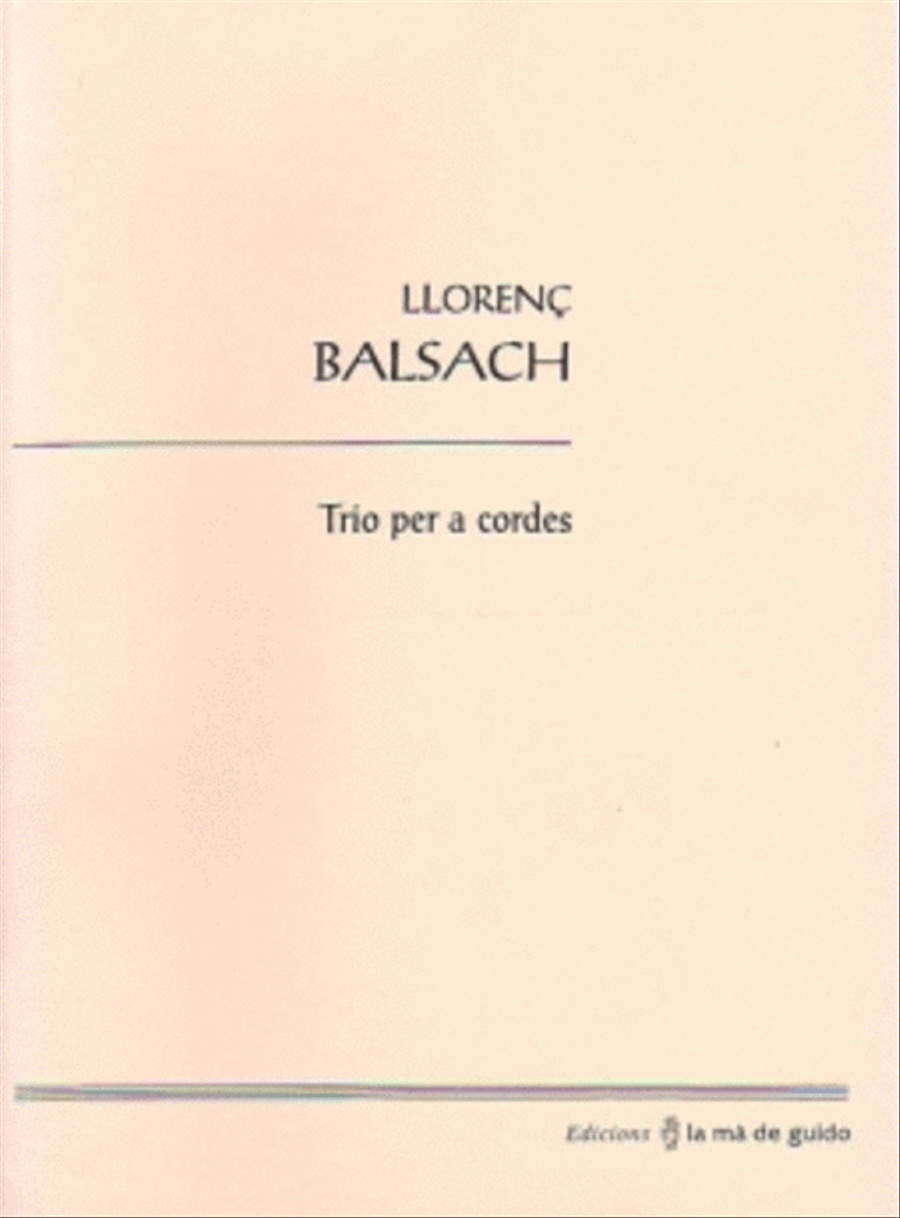 LLORENÇ
BALSACH
Trio per a cordes
Edicions la mà de guido